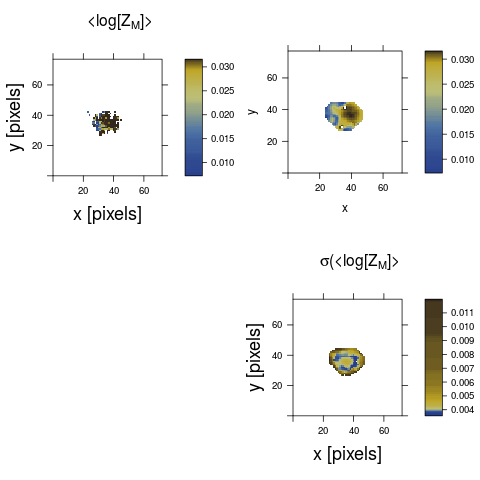 <log[Z_M]>
60
40
20
20 40 60
x [pixels]
y [pixels]
0.030
0.025
0.020
0.015
0.010
60
40
20
20 40 60
x
y
0.030
0.025
0.020
0.015
0.010
σ(<log[Z_M]>
60
40
20
20 40 60
x [pixels]
y [pixels]
0.011
0.010
0.009
0.008
0.007
0.006
0.005
0.004